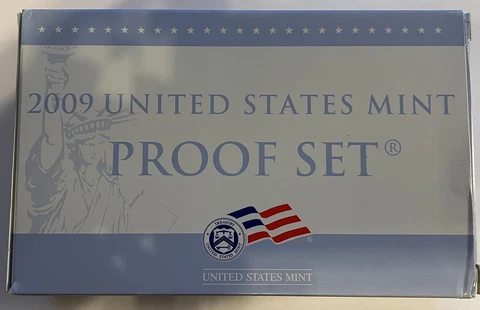 2009 UNITED STATES MINT
PROOF SET®
®
UNITED STATES MINT